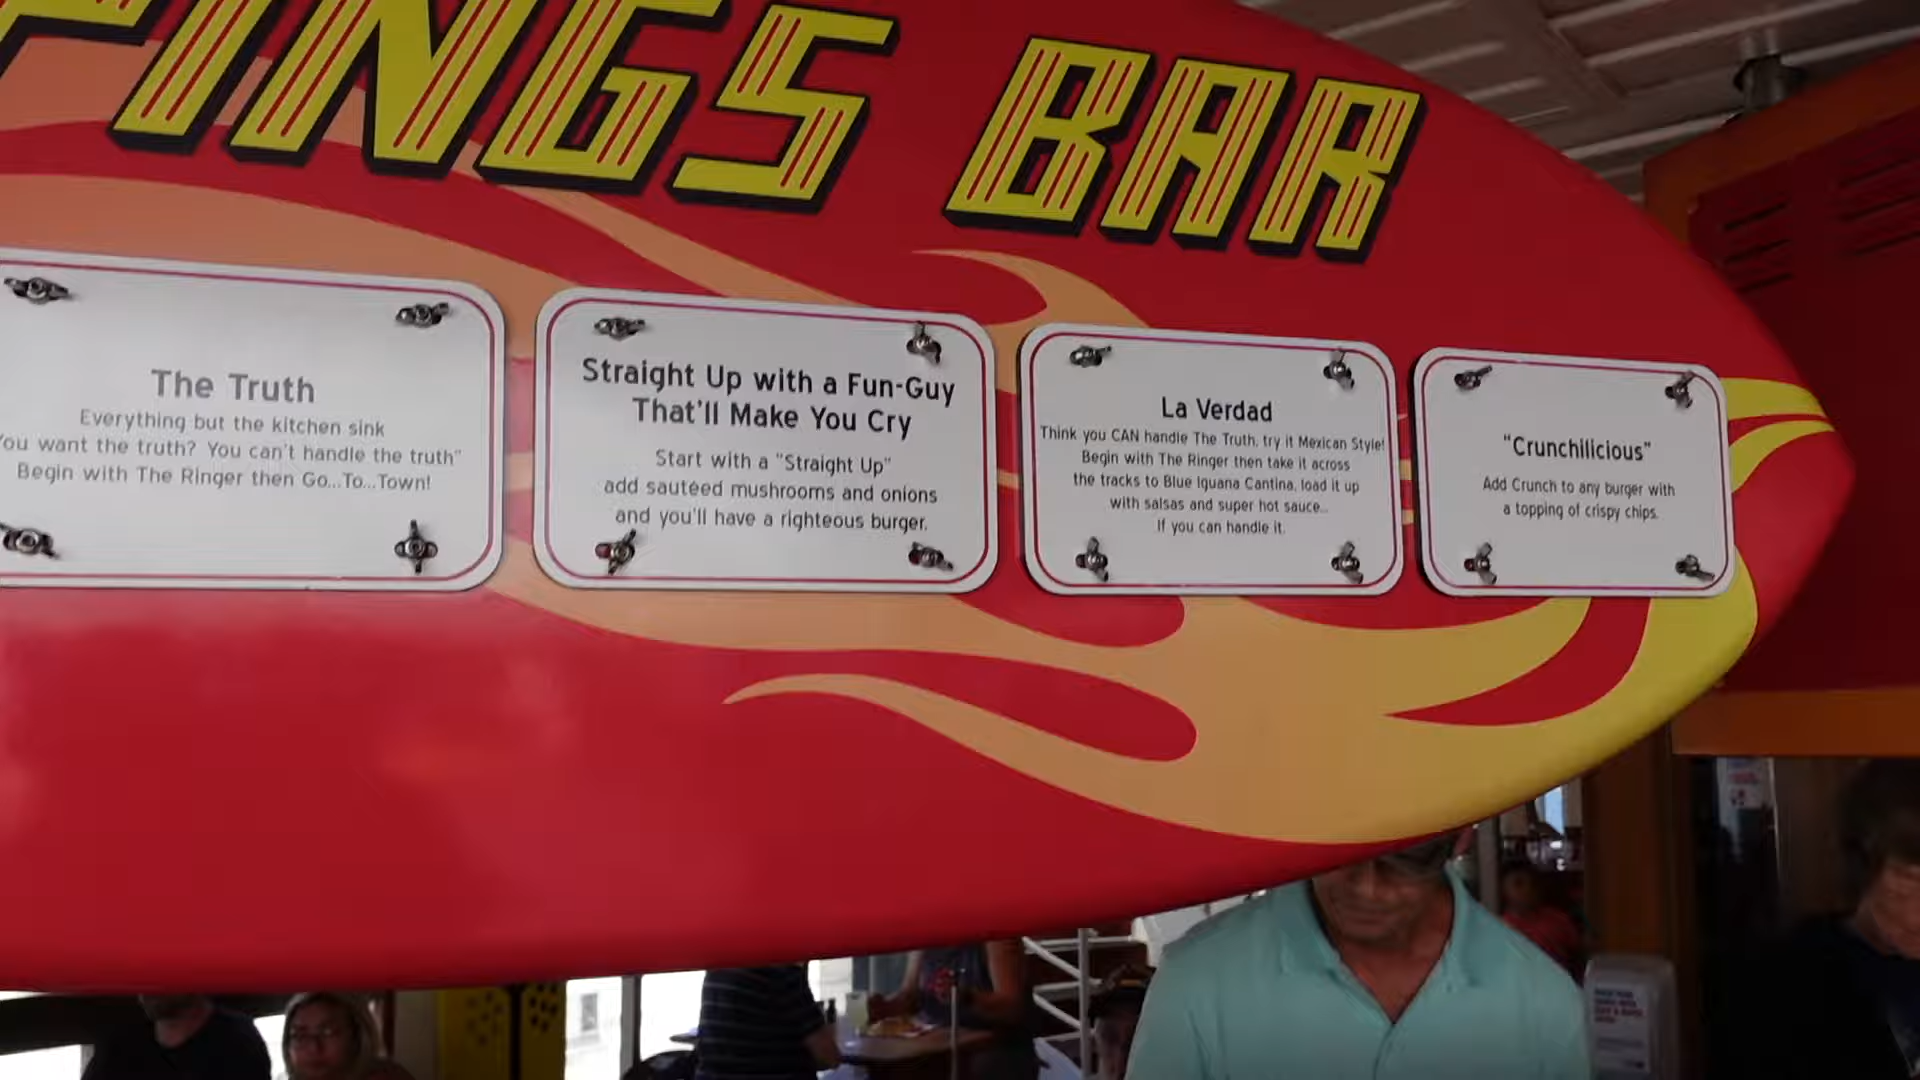 PINGS BAR
The Truth
Everything but the kitchen sink
You want the truth? You can't handle the truth"
Begin with The Ringer then Go...To...Town!
Straight Up with a Fun-Guy
That'll Make You Cry
Start with a "Straight Up"
add sautéed mushrooms and onions
and you'll have a righteous burger.
La Verdad
Think you CAN handle The Truth, try it Mexican Style!
Begin with The Ringer then take it across
the tracks to Blue Iguana Cantina, load it up
with salsas and super hot sauce...
If you can handle it.
"Crunchilicious"
Add Crunch to any burger with
a topping of crispy chips.